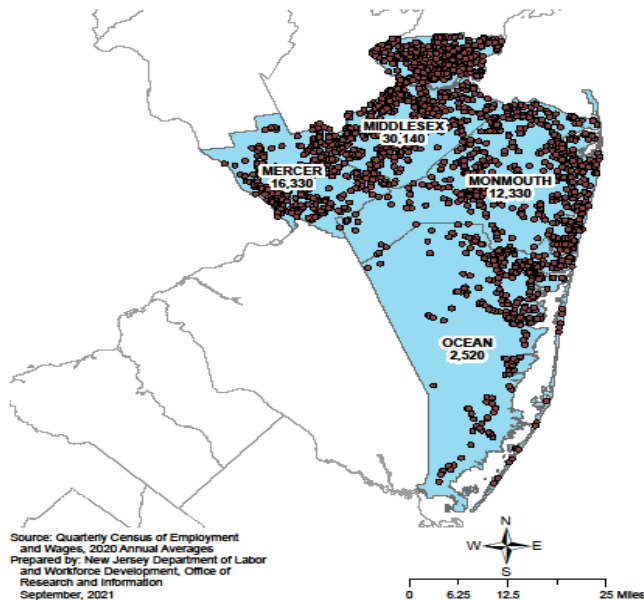 MIDDLESEX
30,140
MERCER
16,330
MONMOUTH
12,330
OCEAN
2,520
Source: Quarterly Census of Employment
and Wages, 2020 Annual Averages
Prepared by: New Jersey Department of Labor
and Workforce Development, Office of
Research and Information
September, 2021
N
W E
S
0 6.25 12.5 25 Miles